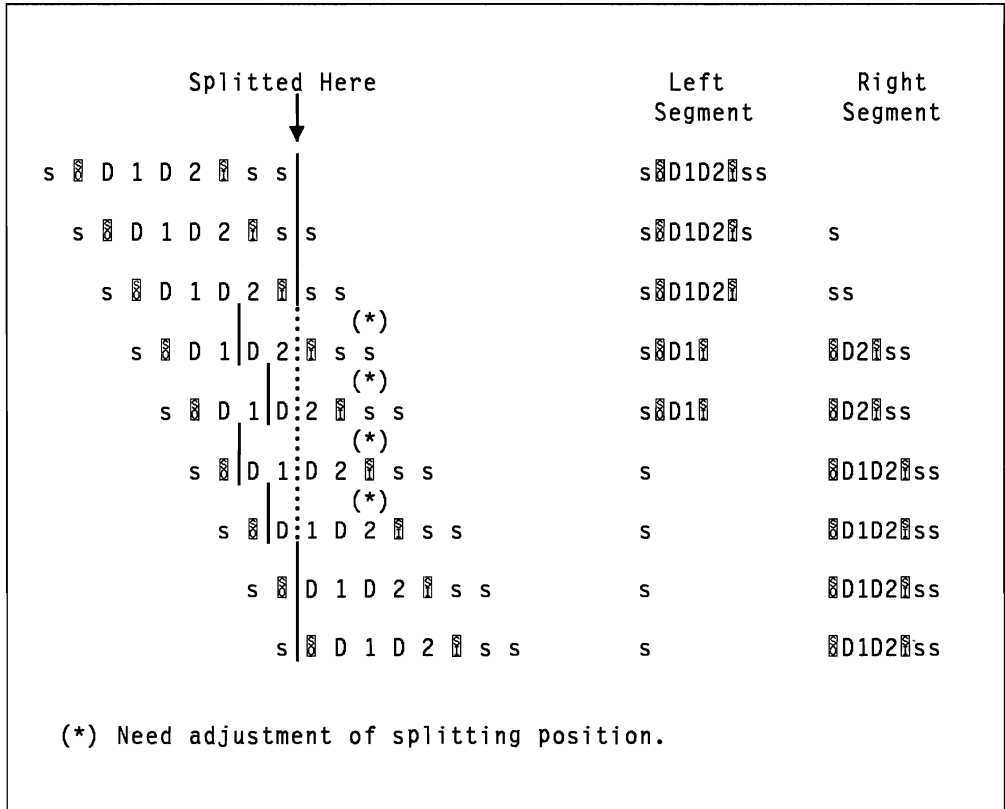 Splitted Here Left Right
Segment Segment
s ␎ D 1 D 2 ␏ s s s␎D1D2␏ss
s ␎ D 1 D 2 ␏ s s s␎D1D2␏s s
s ␎ D 1 D 2 ␏ s s s␎D1D2␏ ss
(*)
s ␎ D 1 D 2 ␏ s s s␎D1␏ ␎D2␏ss
(*)
s ␎ D 1 D 2 ␏ s s s␎D1␏ ␎D2␏ss
(*)
s ␎ D 1 D 2 ␏ s s s ␎D1D2␏ss
(*)
s ␎ D 1 D 2 ␏ s s s ␎D1D2␏ss
s ␎ D 1 D 2 ␏ s s s ␎D1D2␏ss
s ␎ D 1 D 2 ␏ s s s ␎D1D2␏ss
(*) Need adjustment of splitting position.